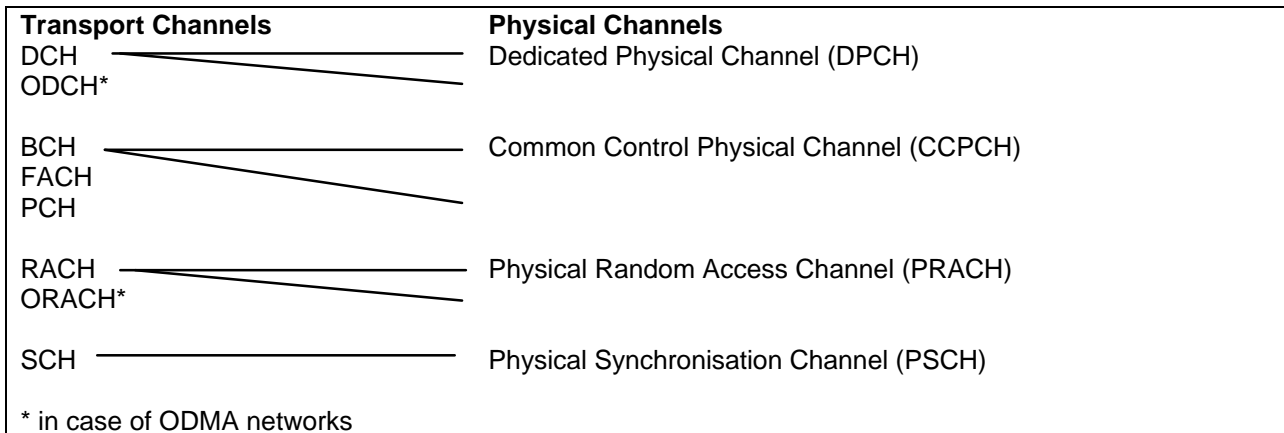 Transport Channels Physical Channels
DCH Dedicated Physical Channel (DPCH)
ODCH*
BCH Common Control Physical Channel (CCPCH)
FACH
PCH
RACH Physical Random Access Channel (PRACH)
ORACH*
SCH Physical Synchronisation Channel (PSCH)
* in case of ODMA networks